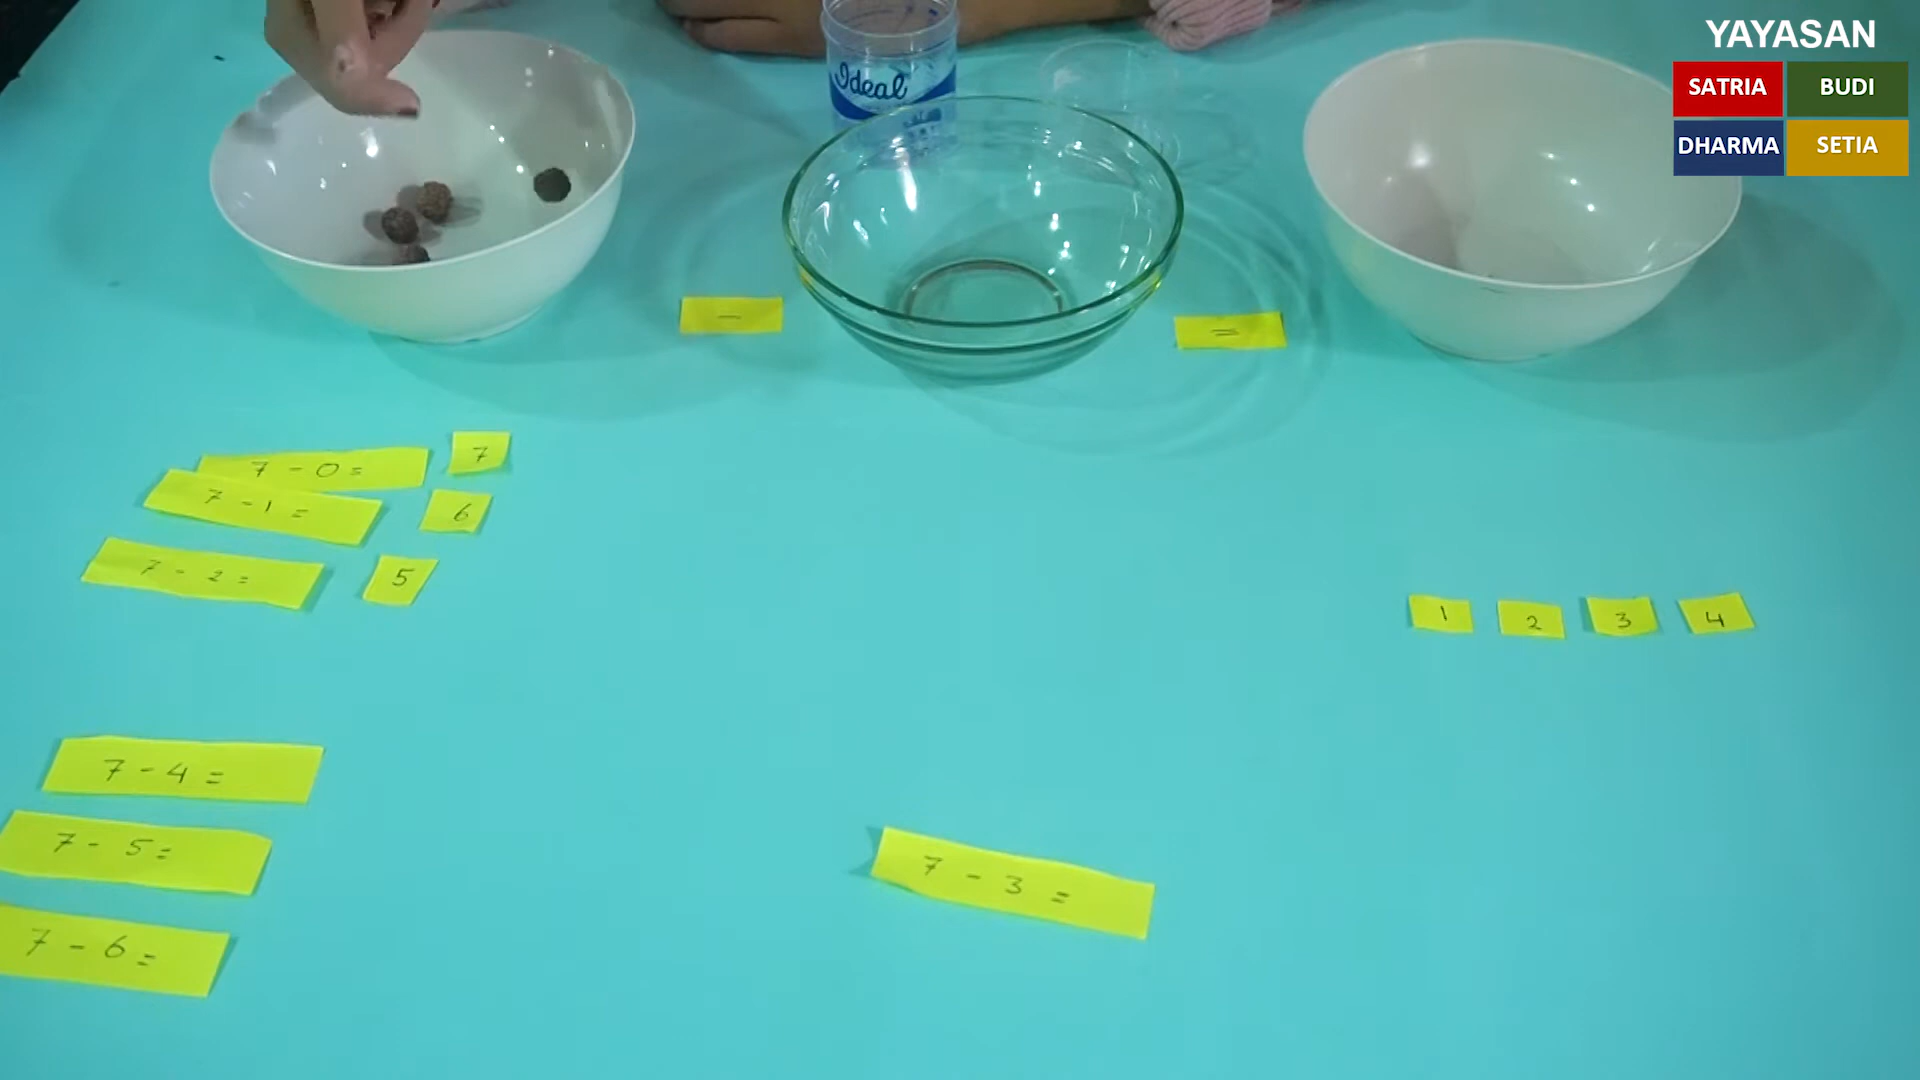 YAYASAN
SATRIA BUDI
DHARMA SETIA
Ideal
-
=
7 - 0 = 7
7 - 1 = 6
7 - 2 = 5
1 2 3 4
7 - 4 =
7 - 5 =
7 - 3 =
7 - 6 =